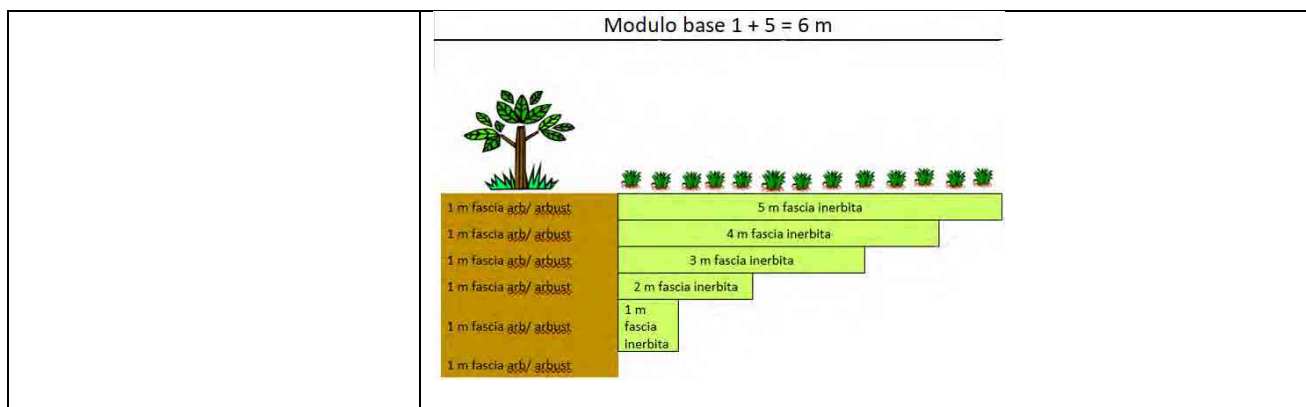 Modulo base 1 + 5 = 6 m
1 m fascia arb/ arbust 5 m fascia inerbita
1 m fascia arb/ arbust 4 m fascia inerbita
1 m fascia arb/ arbust 3 m fascia inerbita
1 m fascia arb/ arbust 2 m fascia inerbita
1 m fascia arb/ arbust
1 m
fascia
inerbita
1 m fascia arb/ arbust